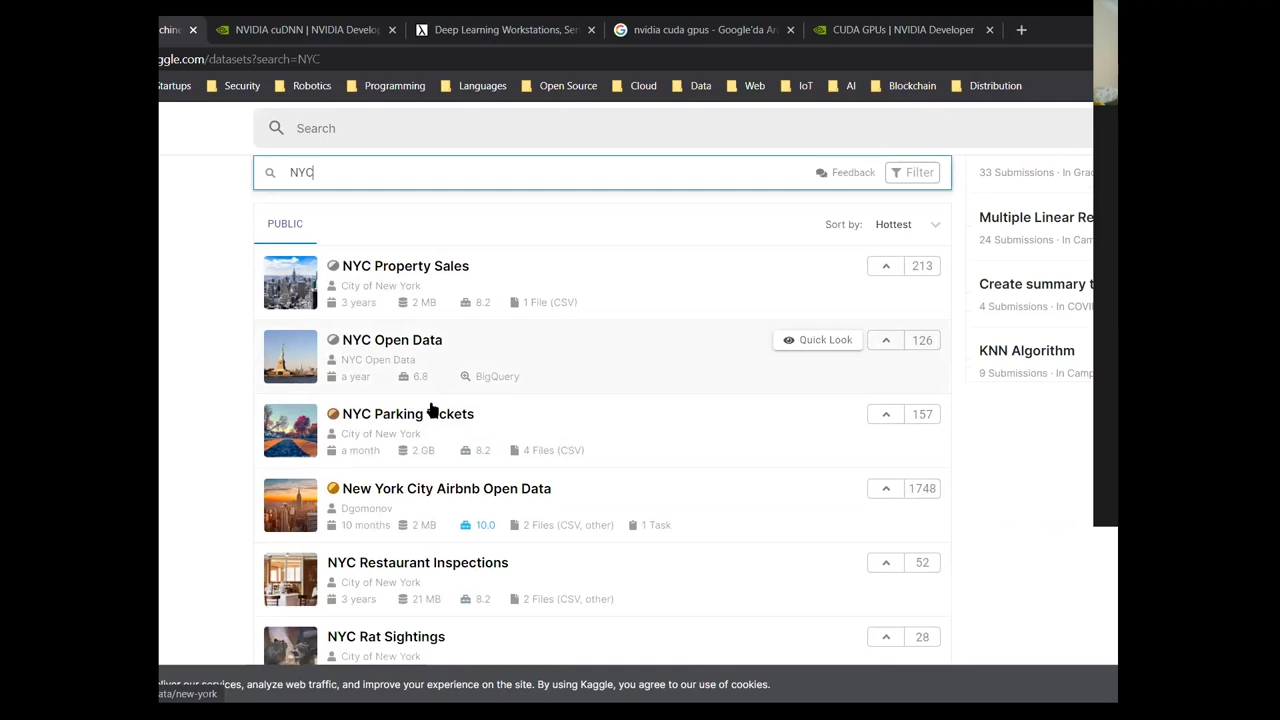 chine
NVIDIA cuDNN | NVIDIA Develop
Deep Learning Workstations, Ser
nvidia cuda gpus - Google'da Ar
CUDA GPUs | NVIDIA Developer
ggle.com/datasets?search=NYC
Startups Security Robotics Programming Languages Open Source Cloud Data Web IoT AI Blockchain Distribution
Search
NYC
Feedback
Filter
PUBLIC
Sort by: Hottest
NYC Property Sales
213
City of New York
3 years 2 MB 8.2 1 File (CSV)
NYC Open Data
Quick Look
126
NYC Open Data
a year 6.8 BigQuery
NYC Parking Tickets
157
City of New York
a month 2 GB 8.2 4 Files (CSV)
New York City Airbnb Open Data
1748
Dgomonov
10 months 2 MB 10.0 2 Files (CSV, other) 1 Task
NYC Restaurant Inspections
52
City of New York
3 years 21 MB 8.2 2 Files (CSV, other)
NYC Rat Sightings
28
City of New York
33 Submissions · In Grad
Multiple Linear Re
24 Submissions · In Cam
Create summary t
4 Submissions · In COVI
KNN Algorithm
9 Submissions · In Camp
liver our services, analyze web traffic, and improve your experience on the site. By using Kaggle, you agree to our use of cookies.
ata/new-york